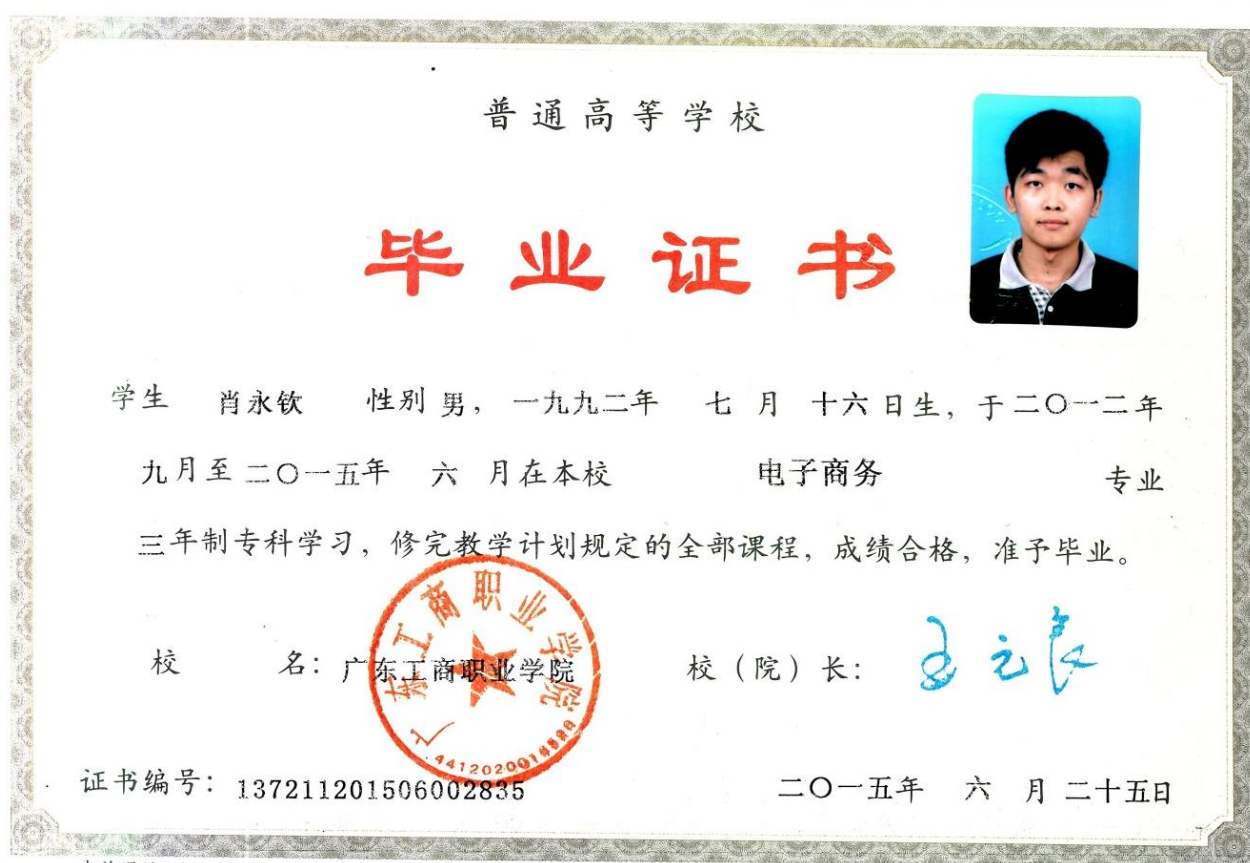 普通高等学校
毕业证书
学生 肖永钦 性别 男， 一九九二年 七 月 十六 日生，于二〇一二年
九月至二〇一五年 六 月在本校 电子商务 专业
三年制专科学习，修完教学计划规定的全部课程，成绩合格，准予毕业。
校 名：广东工商职业学院 校（院）长：
广东工商职业学院
证书编号：137211201506002835 二〇一五年 六 月 二十五日